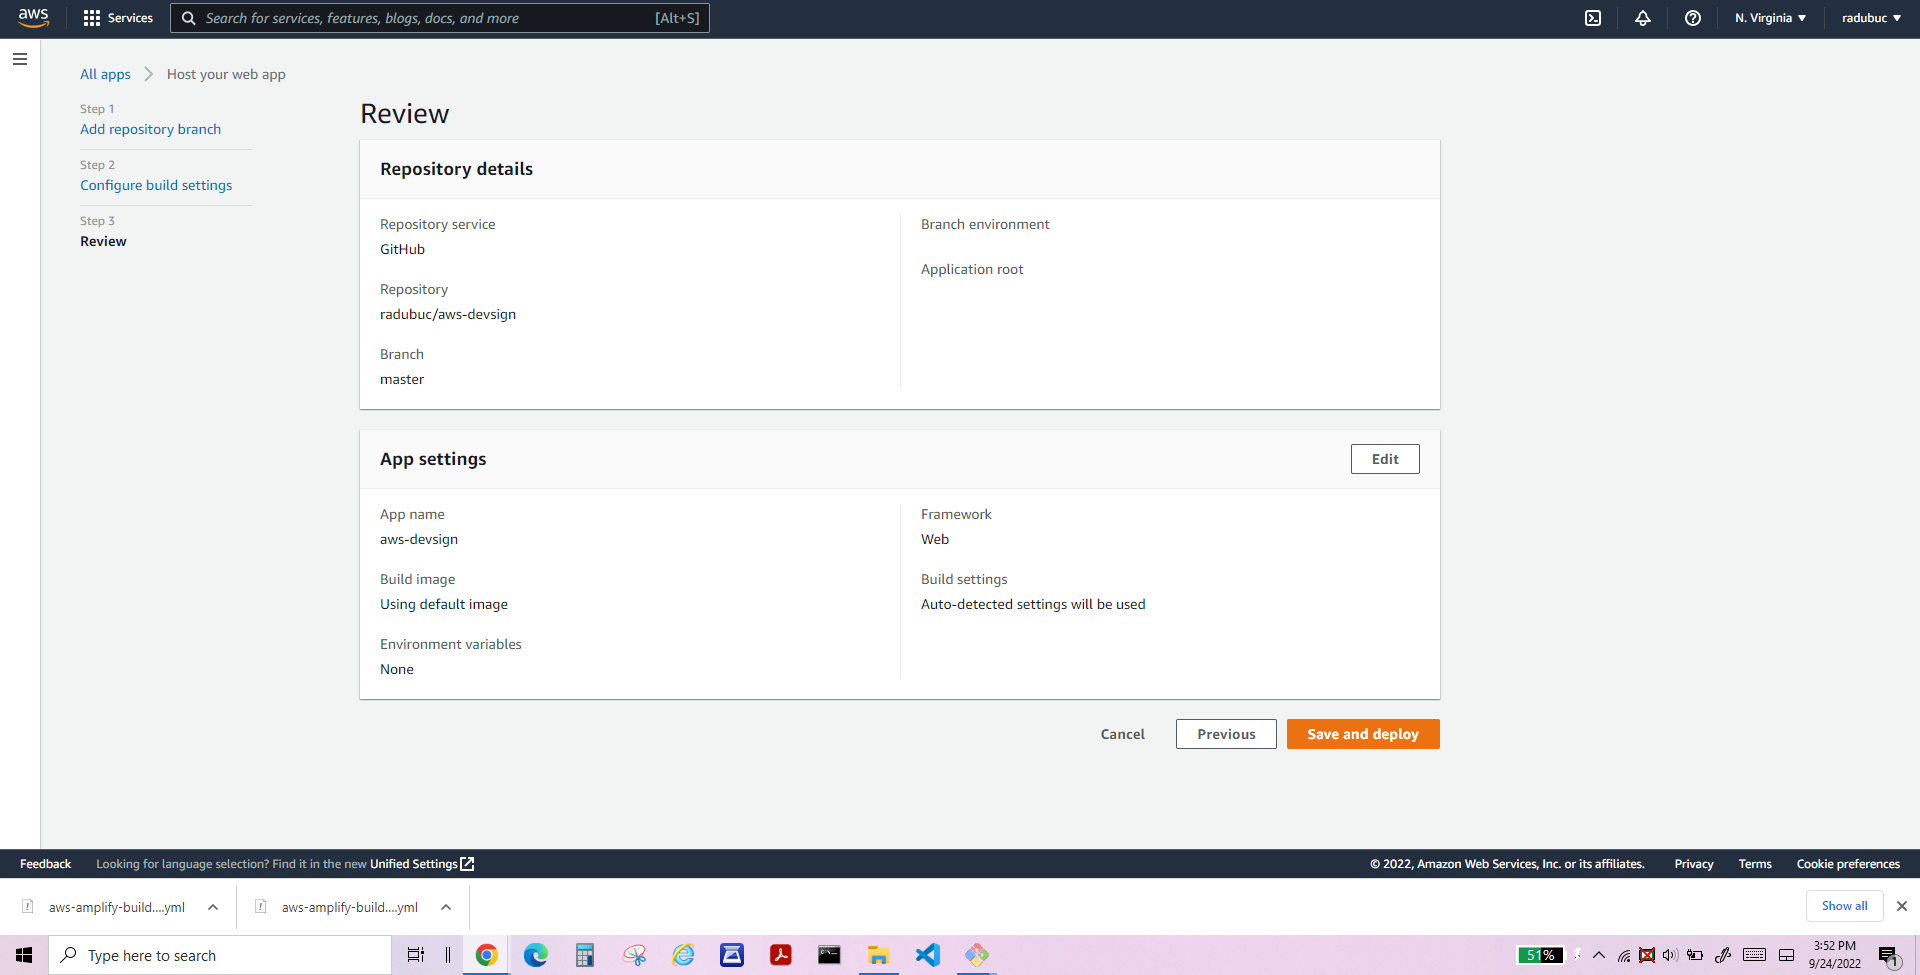 aws
Services
Search for services, features, blogs, docs, and more
[Alt+S]
N. Virginia
radubuc
All apps
Host your web app
Step 1
Add repository branch
Step 2
Configure build settings
Step 3
Review
Review
Repository details
Repository service
GitHub
Repository
radubuc/aws-devsign
Branch
master
Branch environment
Application root
App settings
Edit
App name
aws-devsign
Build image
Using default image
Environment variables
None
Framework
Web
Build settings
Auto-detected settings will be used
Cancel
Previous
Save and deploy
Feedback
Looking for language selection? Find it in the new Unified Settings
© 2022, Amazon Web Services, Inc. or its affiliates.
Privacy
Terms
Cookie preferences
aws-amplify-build....yml
aws-amplify-build....yml
Show all
Type here to search
51%
3:52 PM
9/24/2022
1